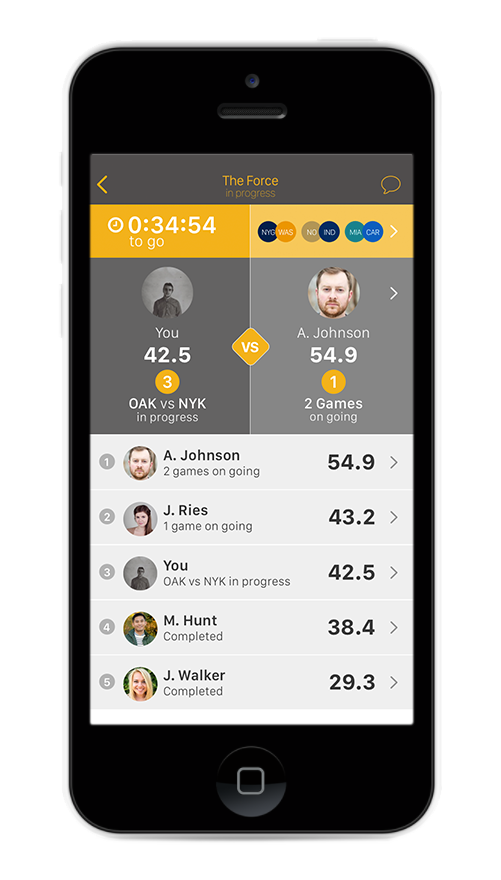 The Force
in progress
0:34:54
to go
NYG WAS NO IND MIA CAR
You
42.5
3
OAK vs NYK
in progress
VS
A. Johnson
54.9
1
2 Games
on going
1 A. Johnson 54.9
2 games on going
2 J. Ries 43.2
1 game on going
3 You 42.5
OAK vs NYK in progress
4 M. Hunt 38.4
Completed
5 J. Walker 29.3
Completed